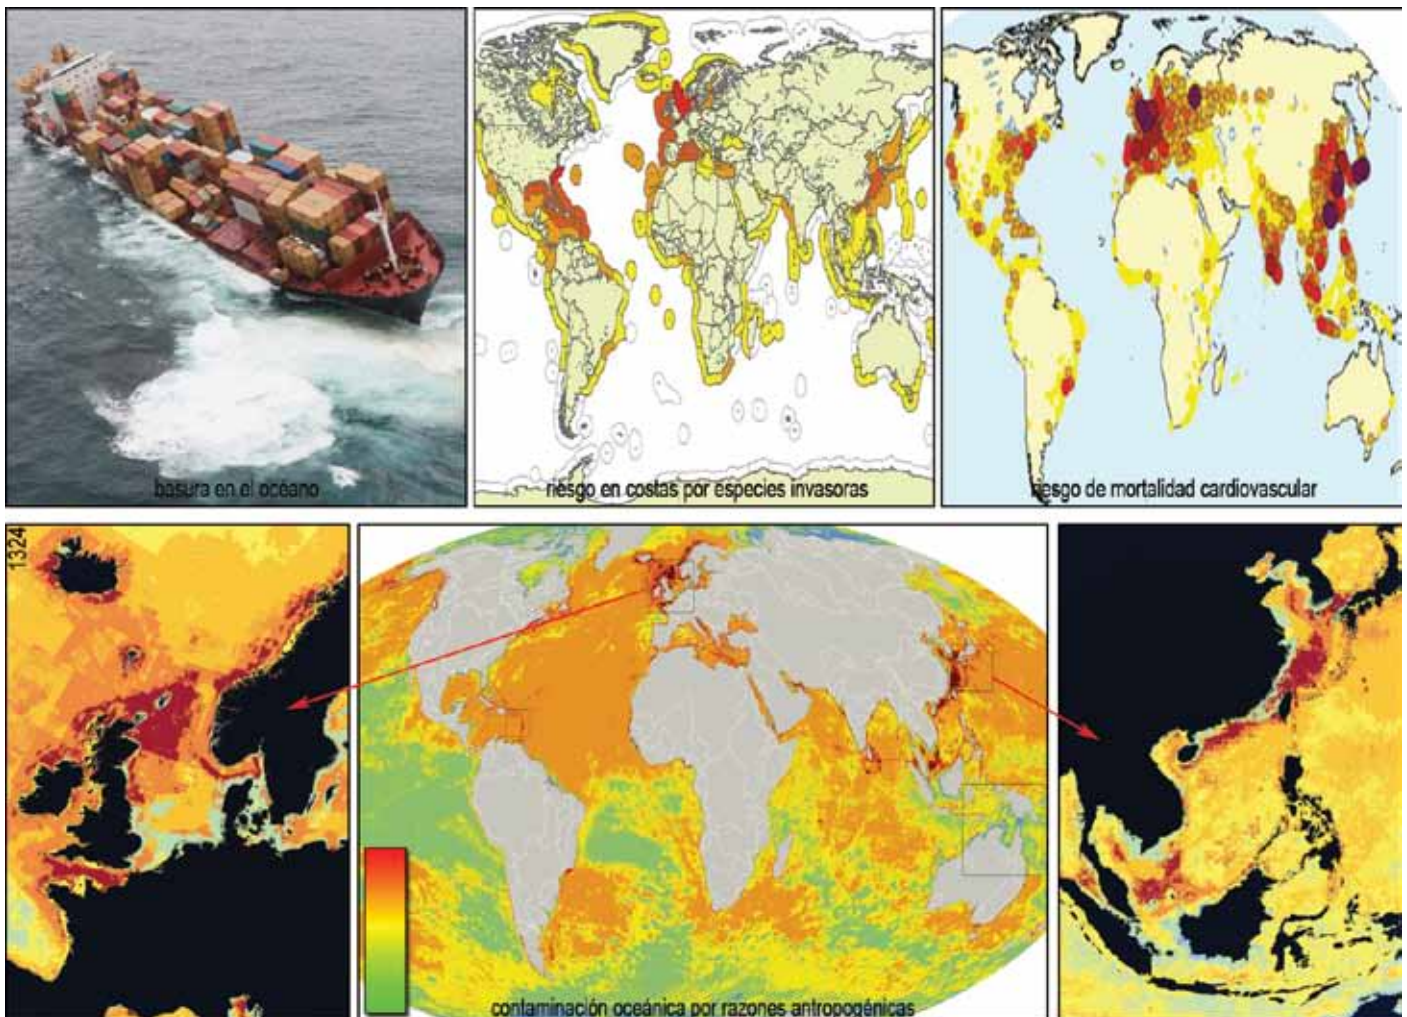 basura en el océano
riesgo en costas por especies invasoras
riesgo de mortalidad cardiovascular
1324
contaminación oceánica por razones antropogénicas